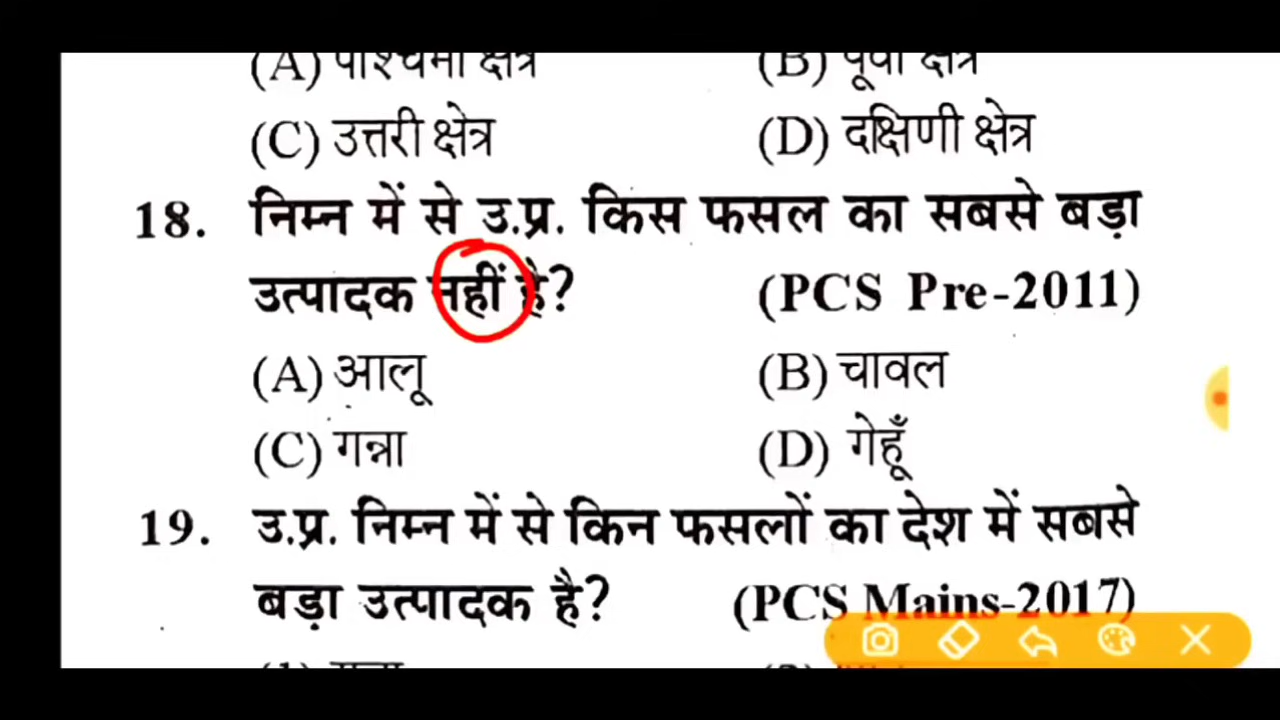 (A) पश्चिमी क्षेत्र (B) पूर्वी क्षेत्र
(C) उत्तरी क्षेत्र (D) दक्षिणी क्षेत्र
18. निम्न में से उ.प्र. किस फसल का सबसे बड़ा
उत्पादक नहीं है? (PCS Pre-2011)
(A) आलू (B) चावल
(C) गन्ना (D) गेहूँ
19. उ.प्र. निम्न में से किन फसलों का देश में सबसे
बड़ा उत्पादक है? (PCS Mains-2017)